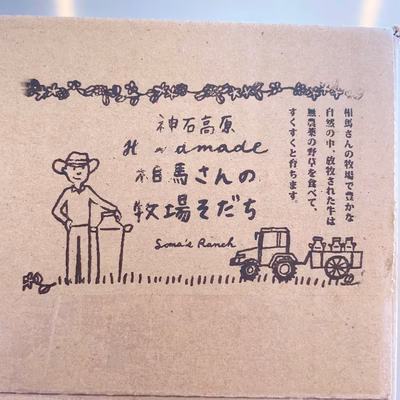 神石高原
相馬さんの
牧場そだち
Soma's Ranch
相馬さんの牧場で豊かな
自然の中、放牧された牛は
無農薬の野草を食べて、
すくすくと育ちます。